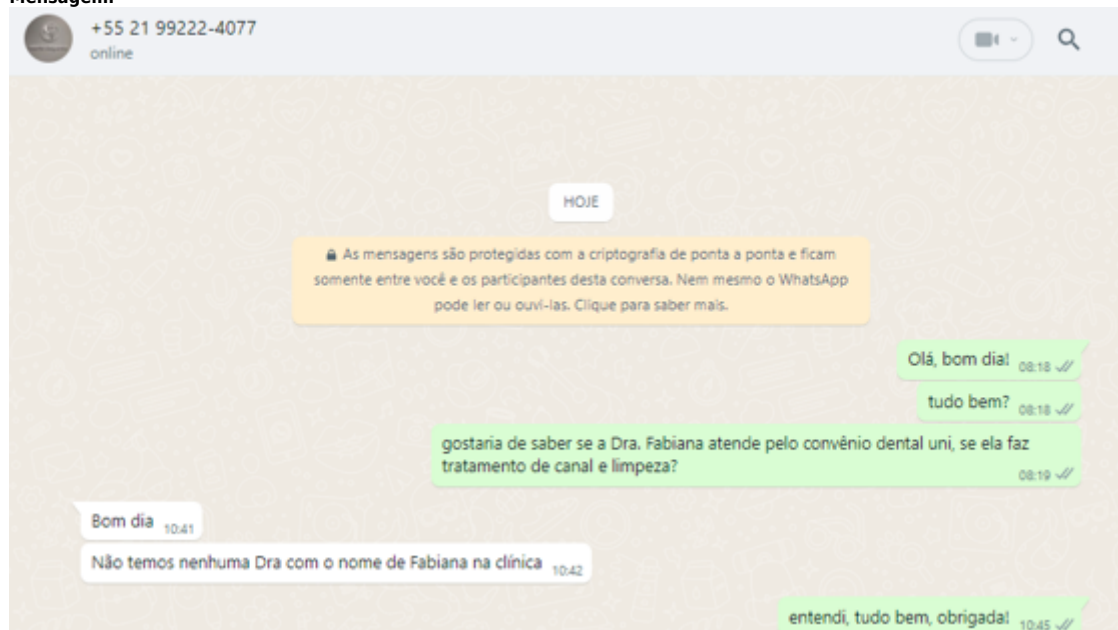 Mensagem:
+55 21 99222-4077
online
HOJE
As mensagens são protegidas com a criptografia de ponta a ponta e ficam
somente entre você e os participantes desta conversa. Nem mesmo o WhatsApp
pode ler ou ouvi-las. Clique para saber mais.
Olá, bom dia! 08:18
tudo bem? 08:18
gostaria de saber se a Dra. Fabiana atende pelo convênio dental uni, se ela faz
tratamento de canal e limpeza?
08:19
Bom dia 10:41
Não temos nenhuma Dra com o nome de Fabiana na clínica 10:42
entendi, tudo bem, obrigada! 10:45